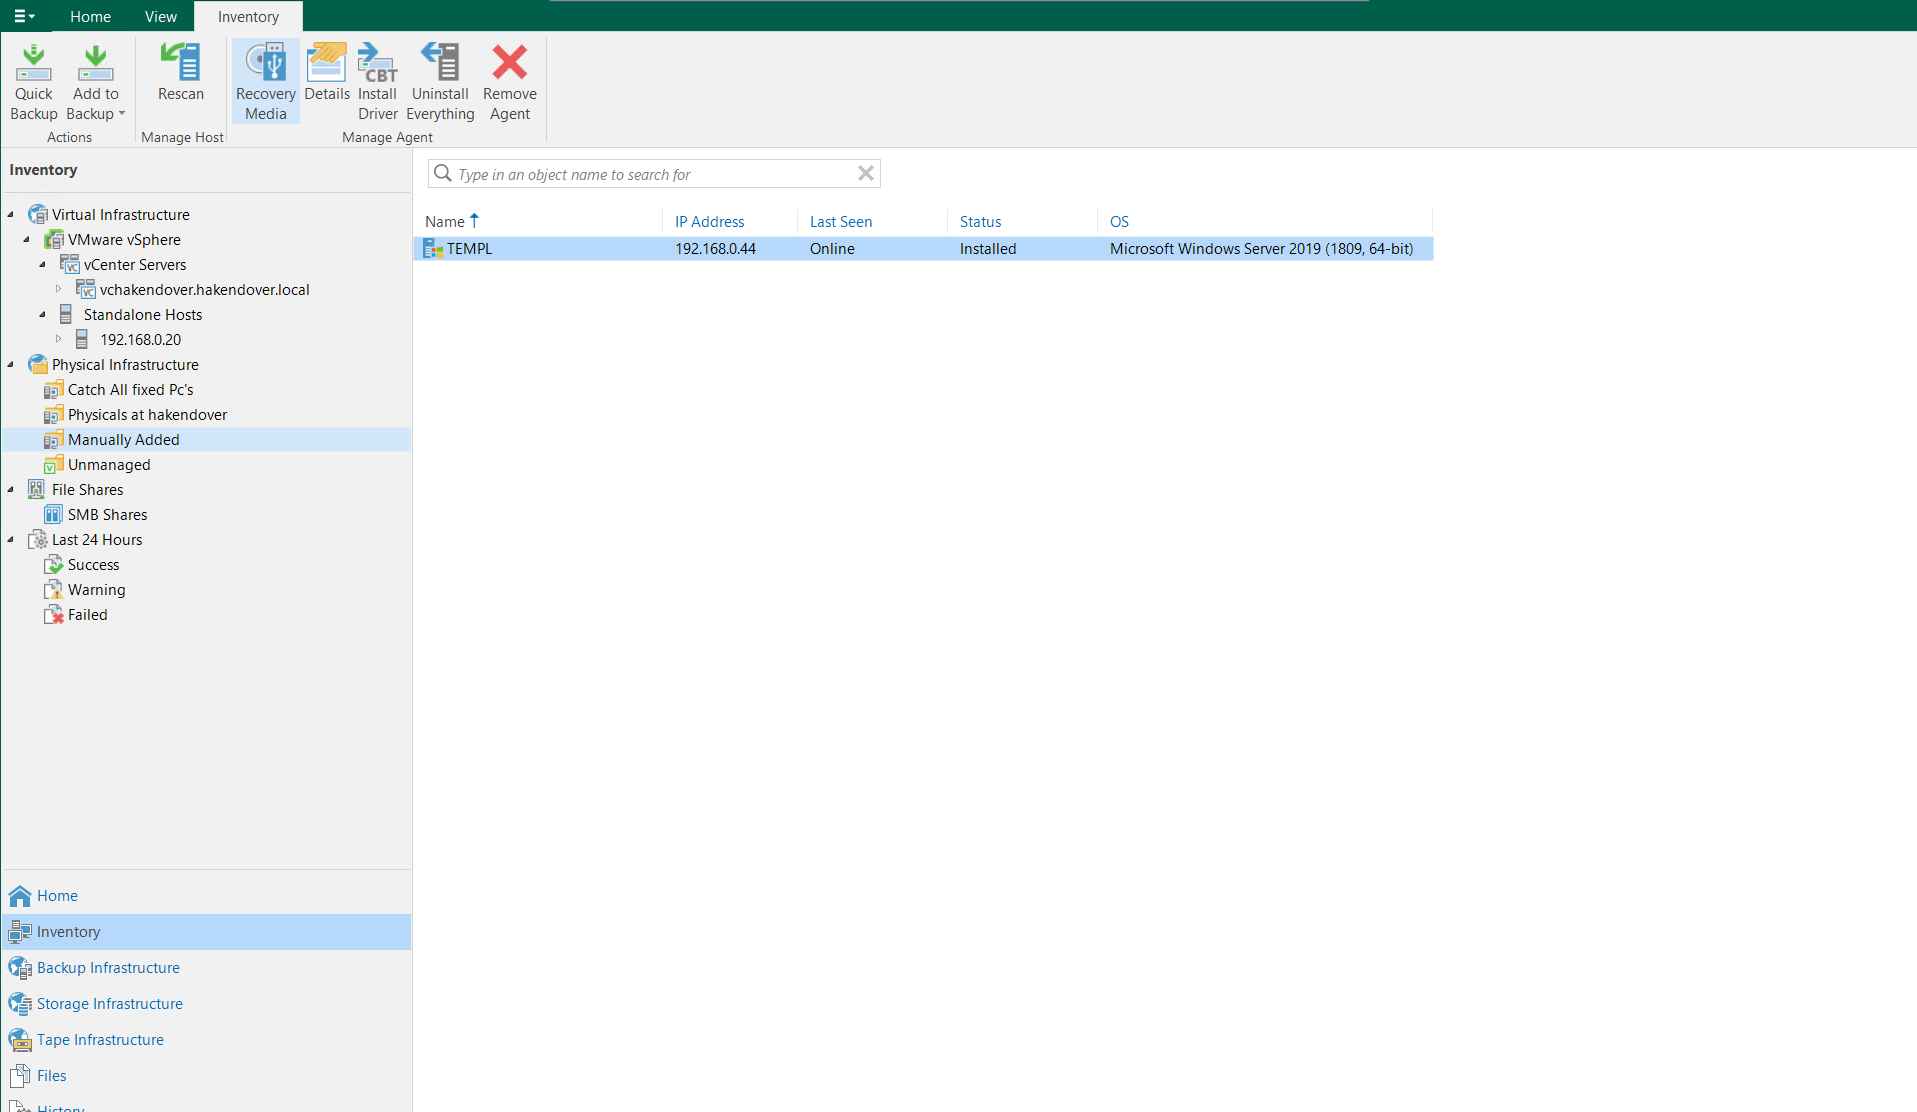 Home View Inventory
Quick Backup
Add to Backup
Rescan
Recovery Media
Details
Install Driver
CBT
Uninstall Everything
Remove Agent
Actions
Manage Host
Manage Agent
Inventory
Type in an object name to search for
Virtual Infrastructure
VMware vSphere
vCenter Servers
vchakendover.hakendover.local
Standalone Hosts
192.168.0.20
Physical Infrastructure
Catch All fixed Pc's
Physicals at hakendover
Manually Added
Unmanaged
File Shares
SMB Shares
Last 24 Hours
Success
Warning
Failed
Name IP Address Last Seen Status OS
TEMPL 192.168.0.44 Online Installed Microsoft Windows Server 2019 (1809, 64-bit)
Home
Inventory
Backup Infrastructure
Storage Infrastructure
Tape Infrastructure
Files
History